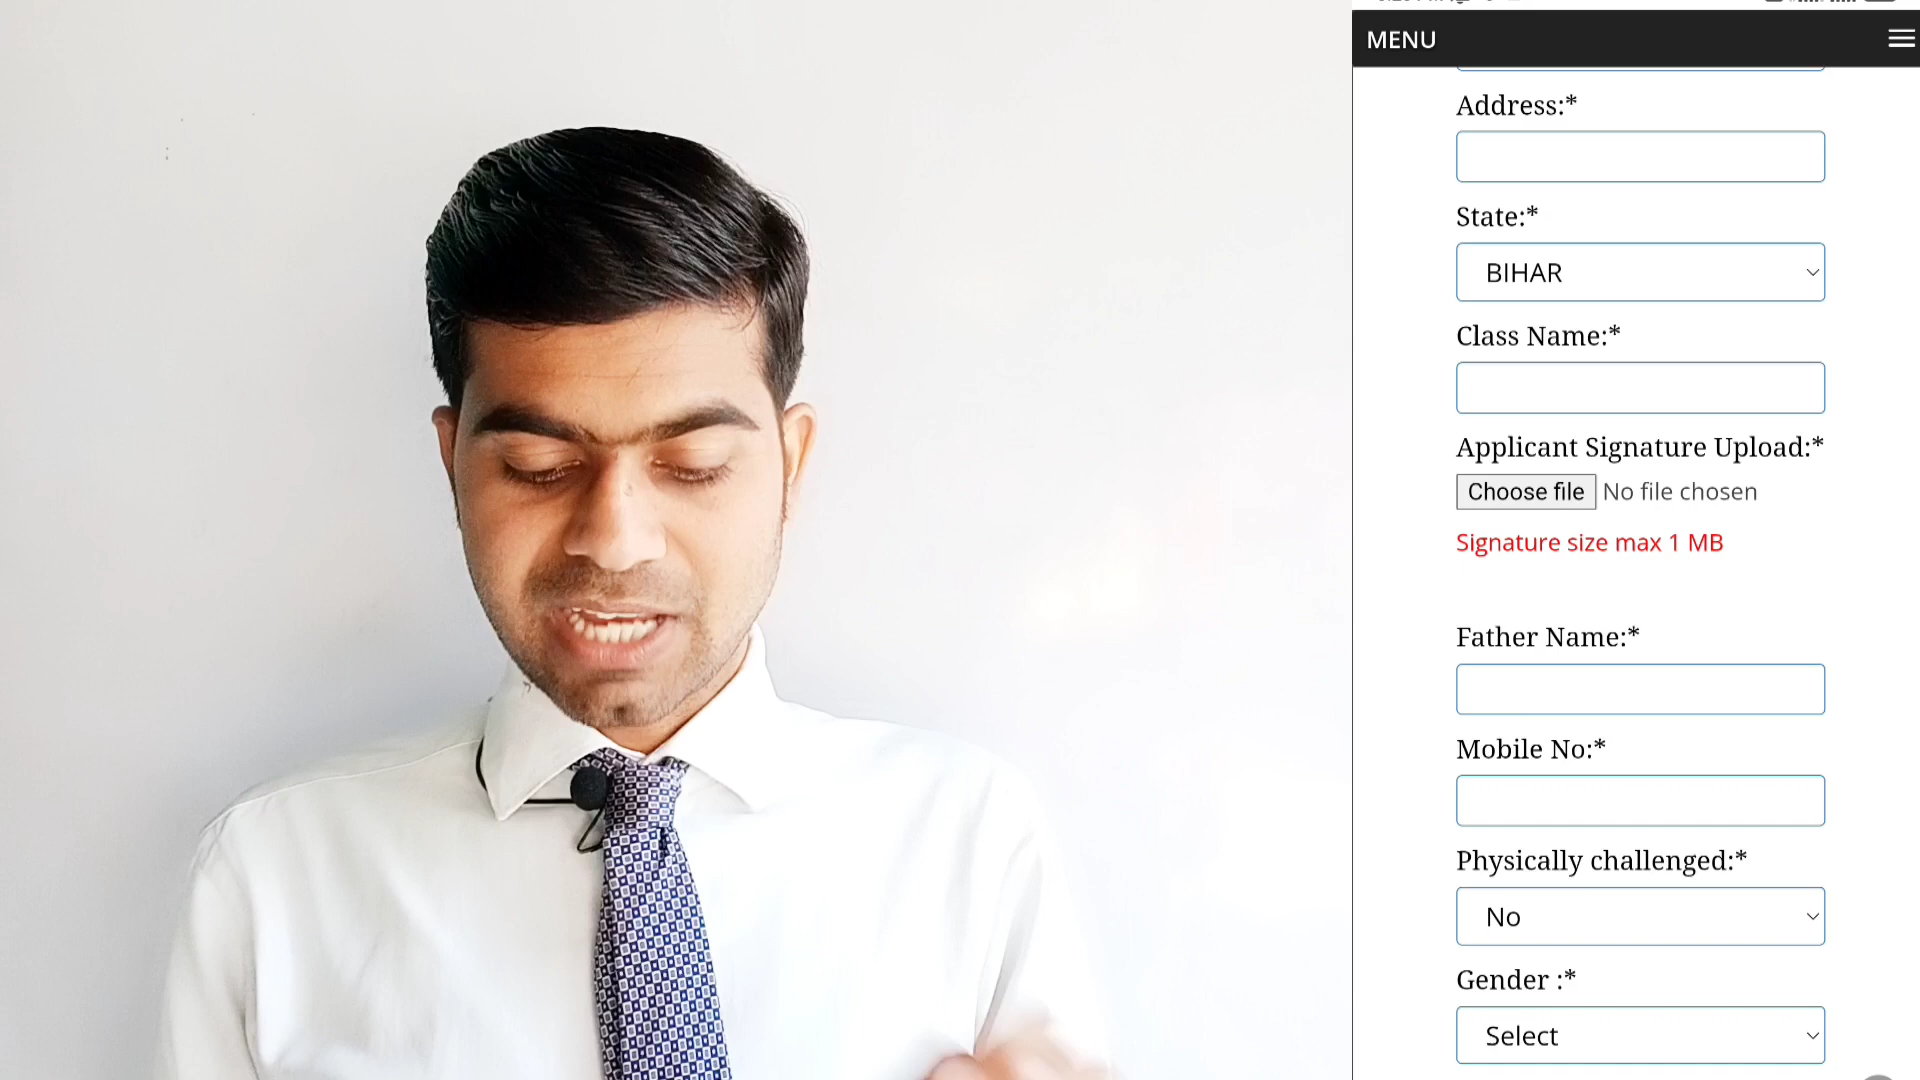 MENU
Address:*
State:*
BIHAR
Class Name:*
Applicant Signature Upload:*
Choose file No file chosen
Signature size max 1 MB
Father Name:*
Mobile No:*
Physically challenged:*
No
Gender :*
Select